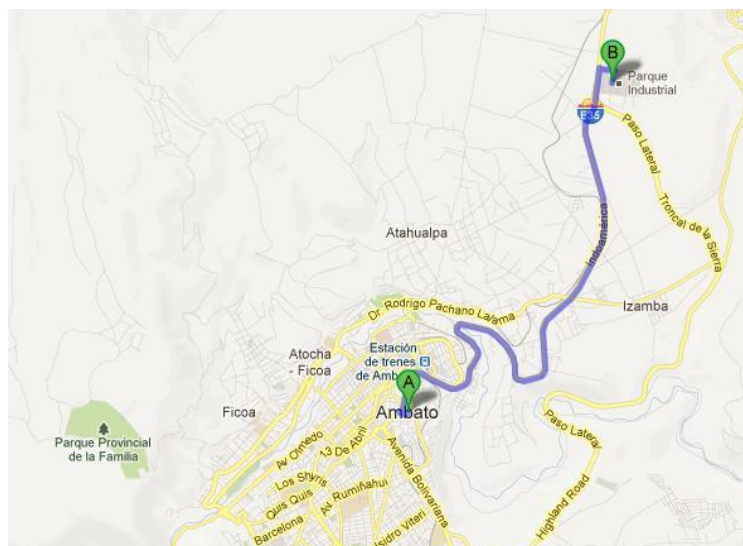 B
Parque
Industrial
E35
Paso Lateral
Troncal de la Sierra
Indoamérica
Atahualpa
Izamba
Dr. Rodrigo Pachano Lalama
Estación
de trenes
de Amb
Atocha
- Ficoa
A
Ambato
Ficoa
Parque Provincial
de la Familia
Av Olmedo
13 De Abril
Avenida Bolivariana
Paso Lateral
Los Shyris
Quis Quis
Av. Rumiñahui
Highland Road
Barcelona
Isidro Viteri